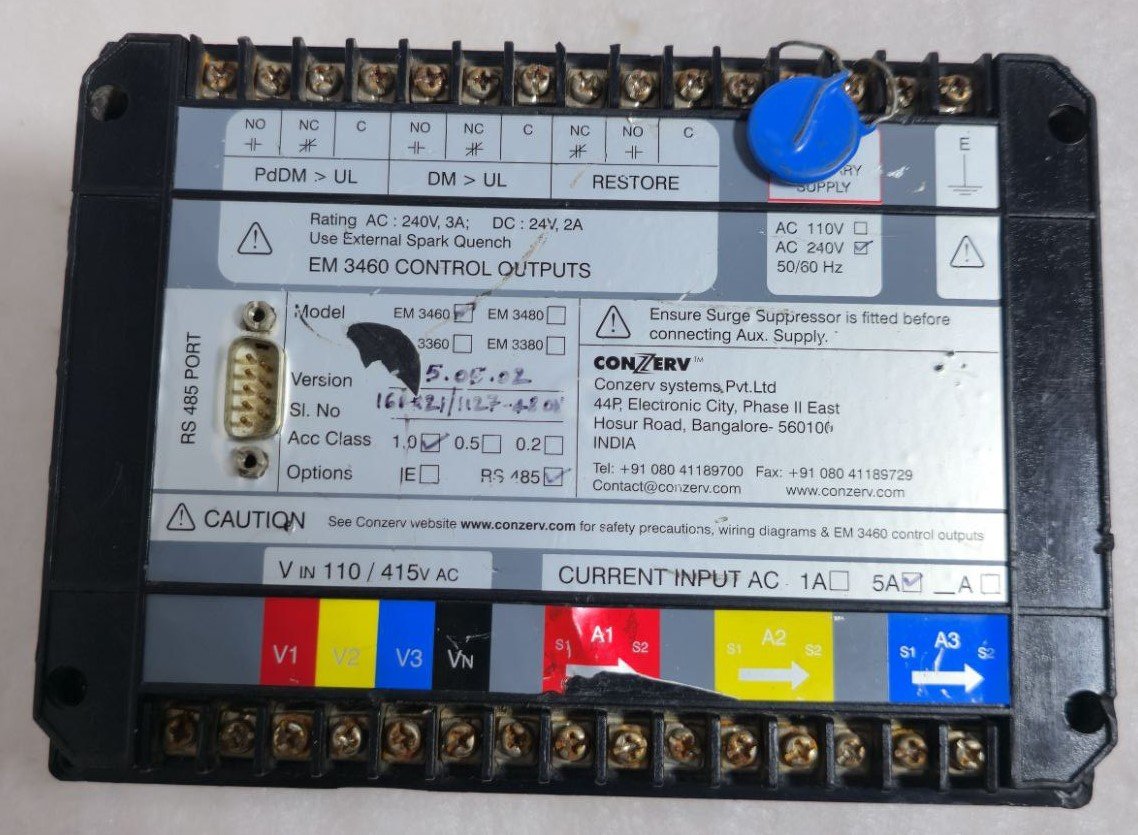 NO NC C NO NC C NC NO C
PdDM > UL DM > UL RESTORE
SUPPLY
E
Rating AC : 240V, 3A; DC : 24V, 2A
Use External Spark Quench
EM 3460 CONTROL OUTPUTS
AC 110V
AC 240V
50/60 Hz
RS 485 PORT
Model EM 3460 EM 3480
3360 EM 3380
Version 5.05.02
Sl. No
Acc Class 1.0 0.5 0.2
Options IE RS 485
Ensure Surge Suppressor is fitted before
connecting Aux. Supply.
CONZERV™
Conzerv systems Pvt.Ltd
44P, Electronic City, Phase II East
Hosur Road, Bangalore- 560100
INDIA
Tel: +91 080 41189700 Fax: +91 080 41189729
Contact@conzerv.com www.conzerv.com
CAUTION See Conzerv website www.conzerv.com for safety precautions, wiring diagrams & EM 3460 control outputs
V IN 110 / 415V AC CURRENT INPUT AC 1A 5A _A
V1 V2 V3 VN S1 A1 S2 S1 A2 S2 S1 A3 S2